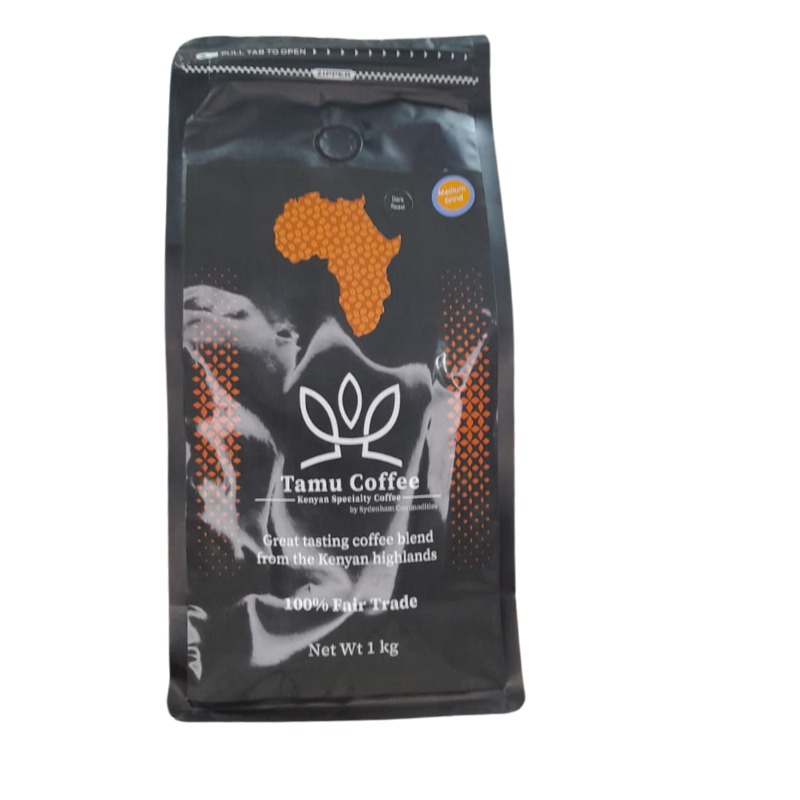 PULL TAB TO OPEN
ZIPPER
Dark
Roast
Medium
Grind
Tamu Coffee
Kenyan Specialty Coffee
by Sydenham Commodities
Great tasting coffee blend
from the Kenyan highlands
100% Fair Trade
Net Wt 1 kg